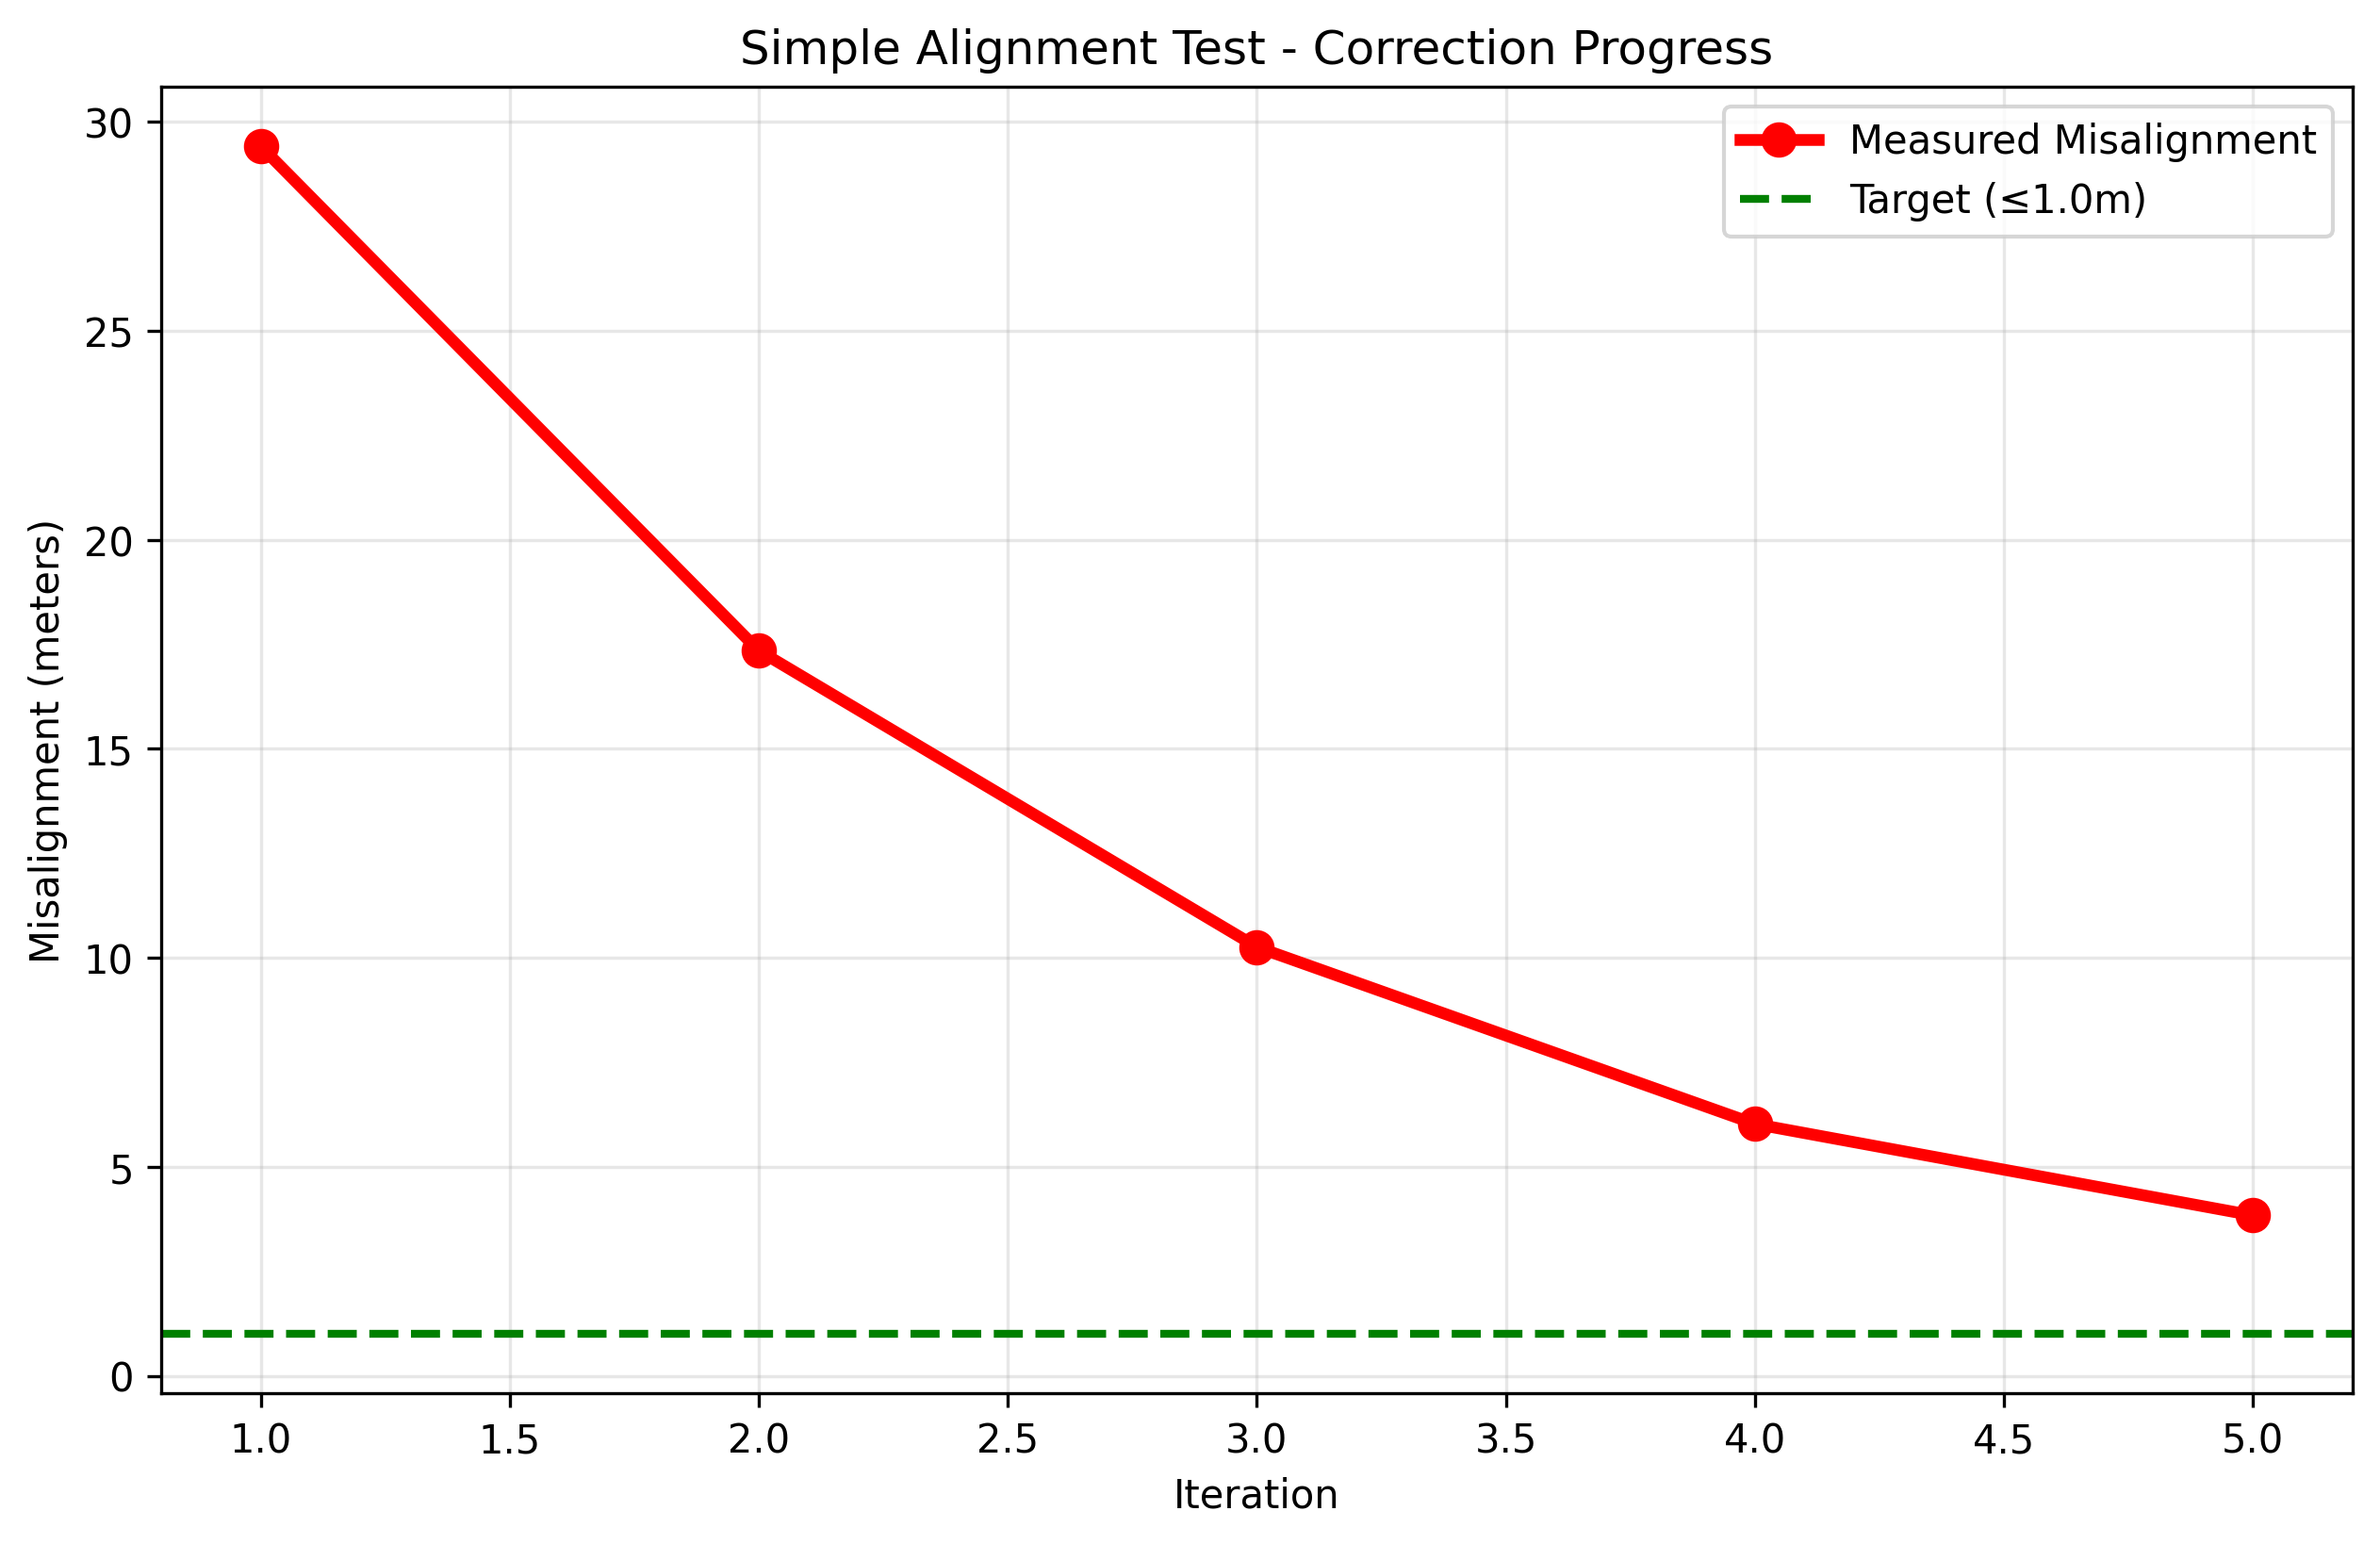 Simple Alignment Test - Correction Progress
Measured Misalignment
Target (≤1.0m)
Misalignment (meters)
30
25
20
15
10
5
0
1.0 1.5 2.0 2.5 3.0 3.5 4.0 4.5 5.0
Iteration